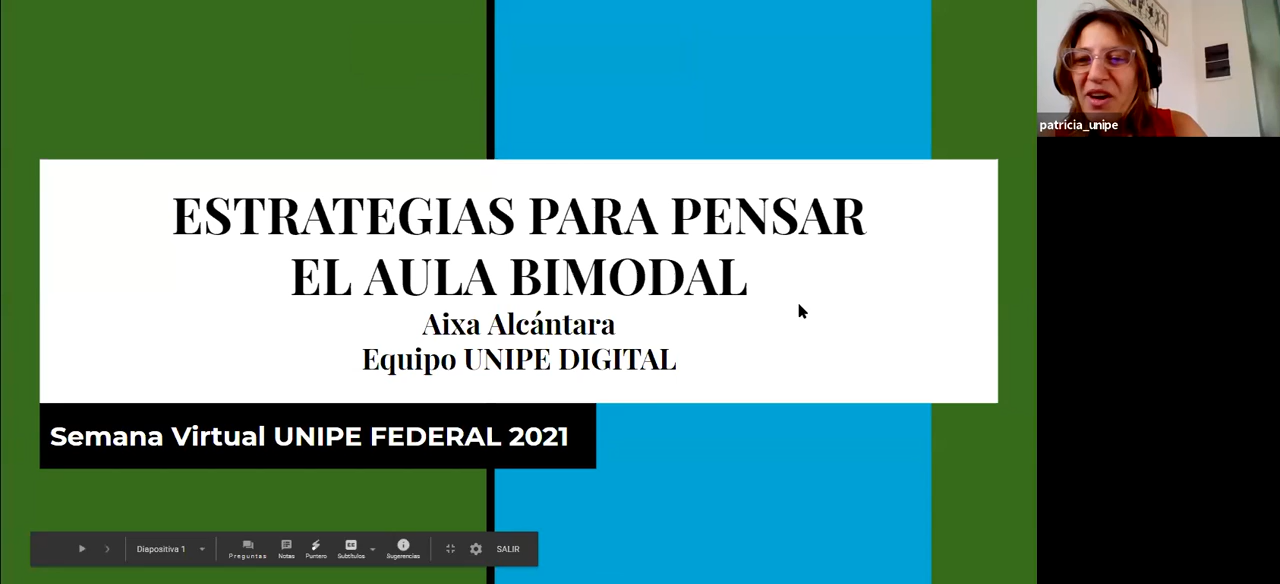 patricia_unipe
ESTRATEGIAS PARA PENSAR
EL AULA BIMODAL
Aixa Alcántara
Equipo UNIPE DIGITAL
Semana Virtual UNIPE FEDERAL 2021
Diapositiva 1
Preguntas
Notas
Puntero
Subtítulos
Sugerencias
SALIR